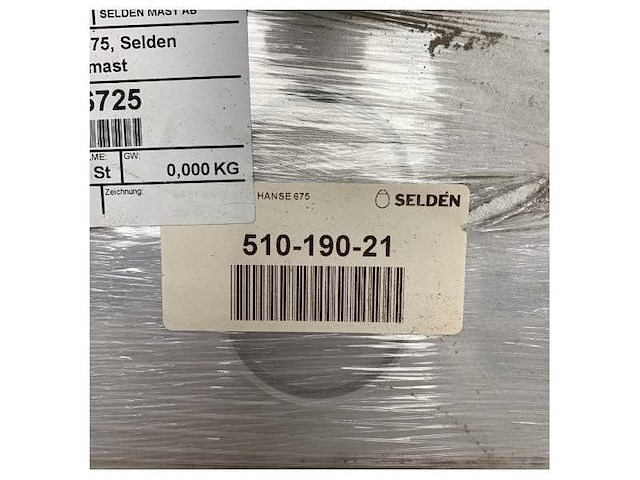 SELDEN MAST AB
75, Selden
mast
6725
AME:
GW:
St
0,000 KG
Zeichnung:
HANSE 675
SELDÉN
510-190-21